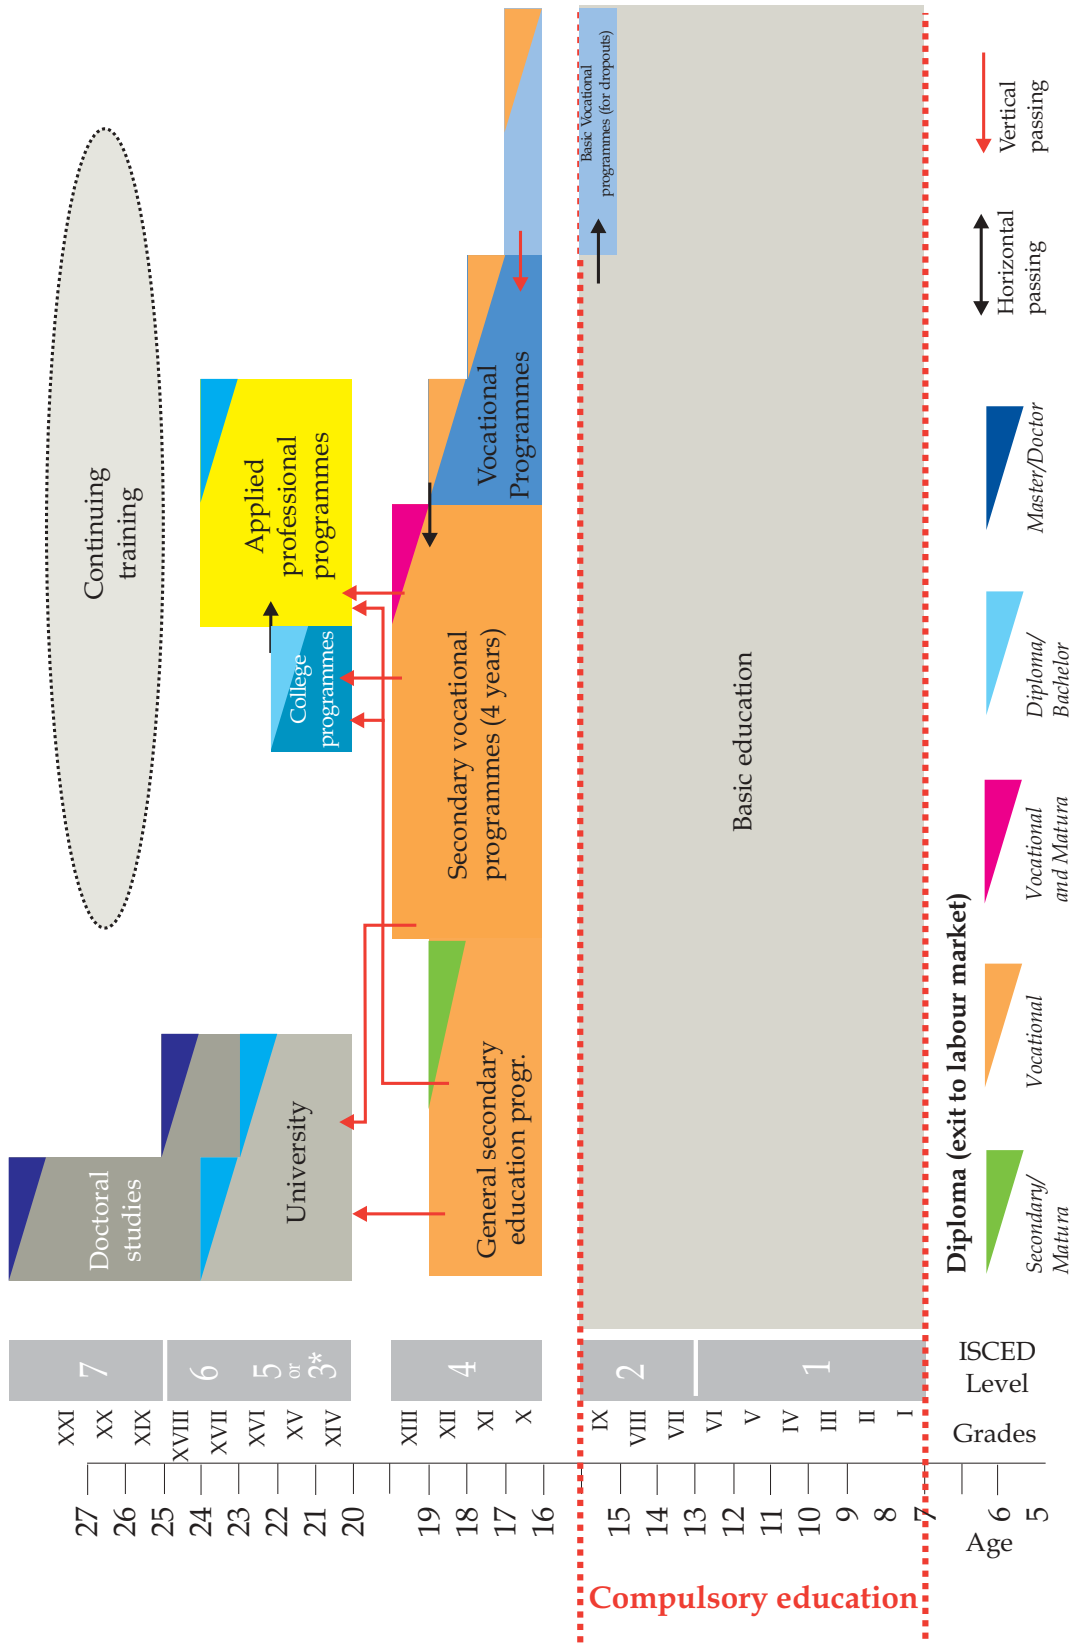 Continuing
training
Doctoral
studies
University
Applied
professional
programmes
College
programmes
General secondary
education progr.
Secondary vocational
programmes (4 years)
Vocational
Programmes
Basic Vocational
programmes (for dropouts)
Basic education
7
6
5
or
3*
4
2
1
ISCED
Level
XXI
XX
XIX
XVIII
XVII
XVI
XV
XIV
XIII
XII
XI
X
IX
VIII
VII
VI
V
IV
III
II
I
Grades
27
26
25
24
23
22
21
20
19
18
17
16
15
14
13
12
11
10
9
8
7
6
5
Age
Compulsory education
Diploma (exit to labour market)
Secondary/
Matura
Vocational
Vocational
and Matura
Diploma/
Bachelor
Master/Doctor
Horizontal
passing
Vertical
passing